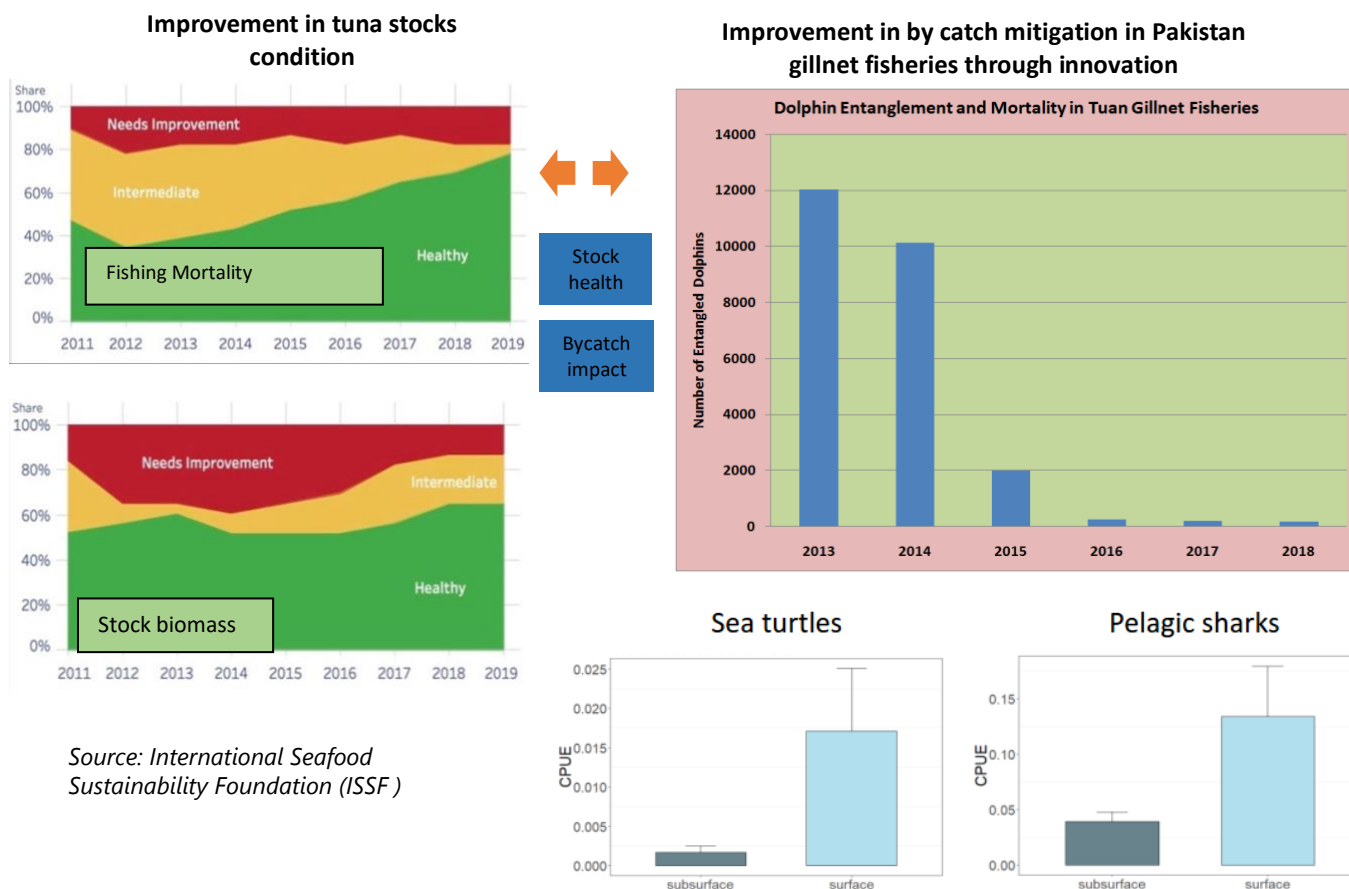 Improvement in tuna stocks
condition
Share
100%
80%
60%
40%
20%
0%
Needs Improvement
Intermediate
Healthy
Fishing Mortality
2011 2012 2013 2014 2015 2016 2017 2018 2019
Share
100%
80%
60%
40%
20%
0%
Needs Improvement
Intermediate
Healthy
Stock biomass
2011 2012 2013 2014 2015 2016 2017 2018 2019
Source: International Seafood
Sustainability Foundation (ISSF )
Stock
health
Bycatch
impact
Improvement in by catch mitigation in Pakistan
gillnet fisheries through innovation
Dolphin Entanglement and Mortality in Tuan Gillnet Fisheries
Number of Entangled Dolphins
14000
12000
10000
8000
6000
4000
2000
0
2013 2014 2015 2016 2017 2018
Sea turtles
CPUE
0.025
0.020
0.015
0.010
0.005
0.000
subsurface surface
Pelagic sharks
CPUE
0.15
0.10
0.05
0.00
subsurface surface